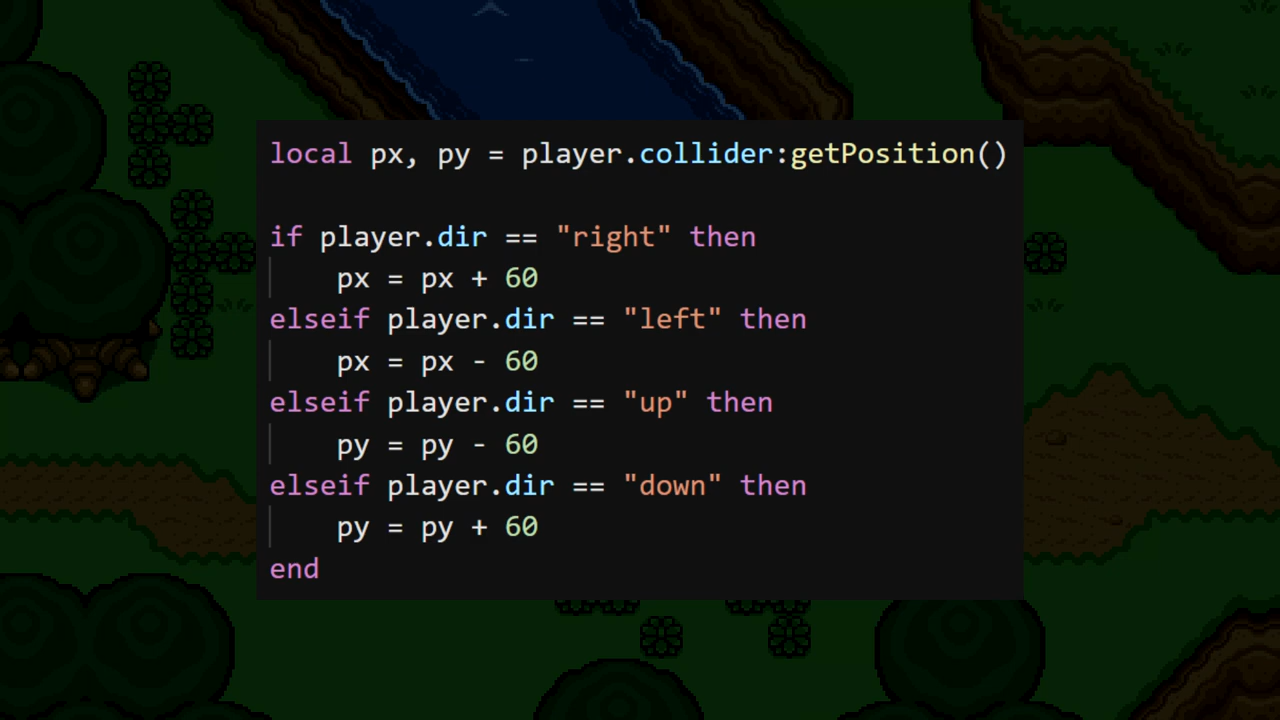 local px, py = player.collider:getPosition()
if player.dir == "right" then
    px = px + 60
elseif player.dir == "left" then
    px = px - 60
elseif player.dir == "up" then
    py = py - 60
elseif player.dir == "down" then
    py = py + 60
end